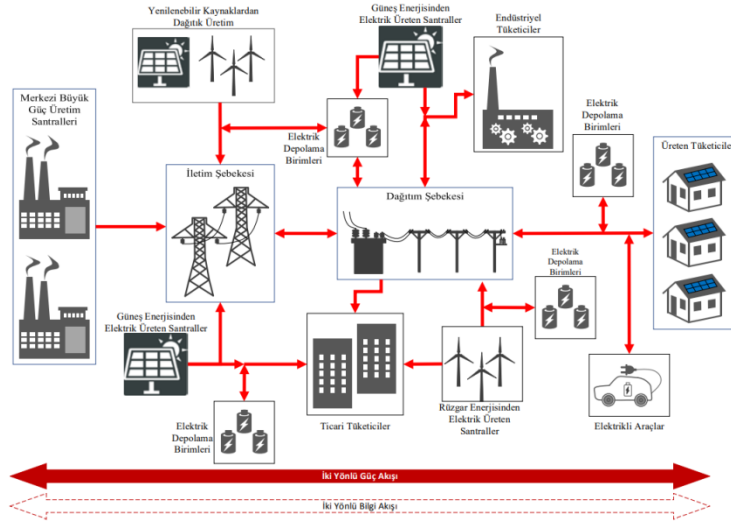 Yenilenebilir Kaynaklardan
Dağıtık Üretim
Güneş Enerjisinden
Elektrik Üreten Santraller
Endüstriyel
Tüketiciler
Merkezi Büyük
Güç Üretim
Santralleri
Elektrik
Depolama
Birimleri
Elektrik
Depolama
Birimleri
Üreten Tüketiciler
İletim Şebekesi
Dağıtım Şebekesi
Elektrik
Depolama
Birimleri
Güneş Enerjisinden
Elektrik Üreten Santraller
Elektrik
Depolama
Birimleri
Ticari Tüketiciler
Rüzgar Enerjisinden
Elektrik Üreten
Santraller
Elektrikli Araçlar
İki Yönlü Güç Akışı
İki Yönlü Bilgi Akışı